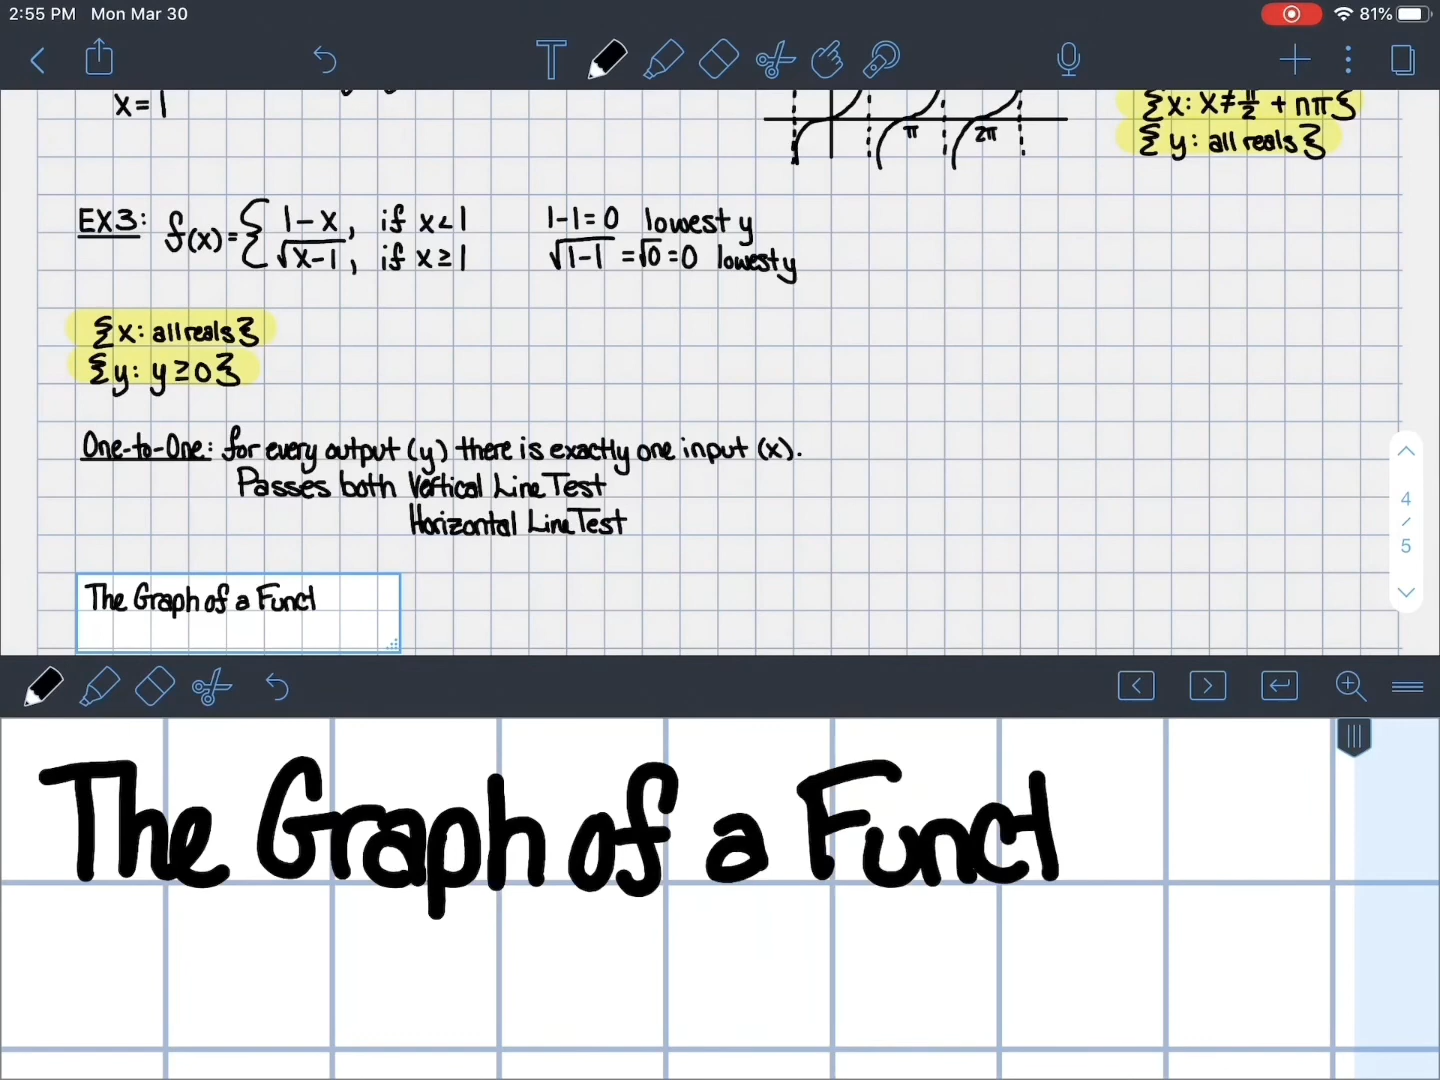 2:55 PM Mon Mar 30
81%
x=1
π 2π
{x: x≠π/2 + nπ}
{y: all reals}
EX3: f(x)={ 1-x, if x<1
√x-1, if x≥1
1-1=0 lowest y
√1-1 =√0=0 lowest y
{x: all reals}
{y: y≥0}
One-to-One: for every output (y) there is exactly one input (x).
Passes both Vertical Line Test
Horizontal Line Test
4
/
5
The Graph of a Funct
The Graph of a Funct